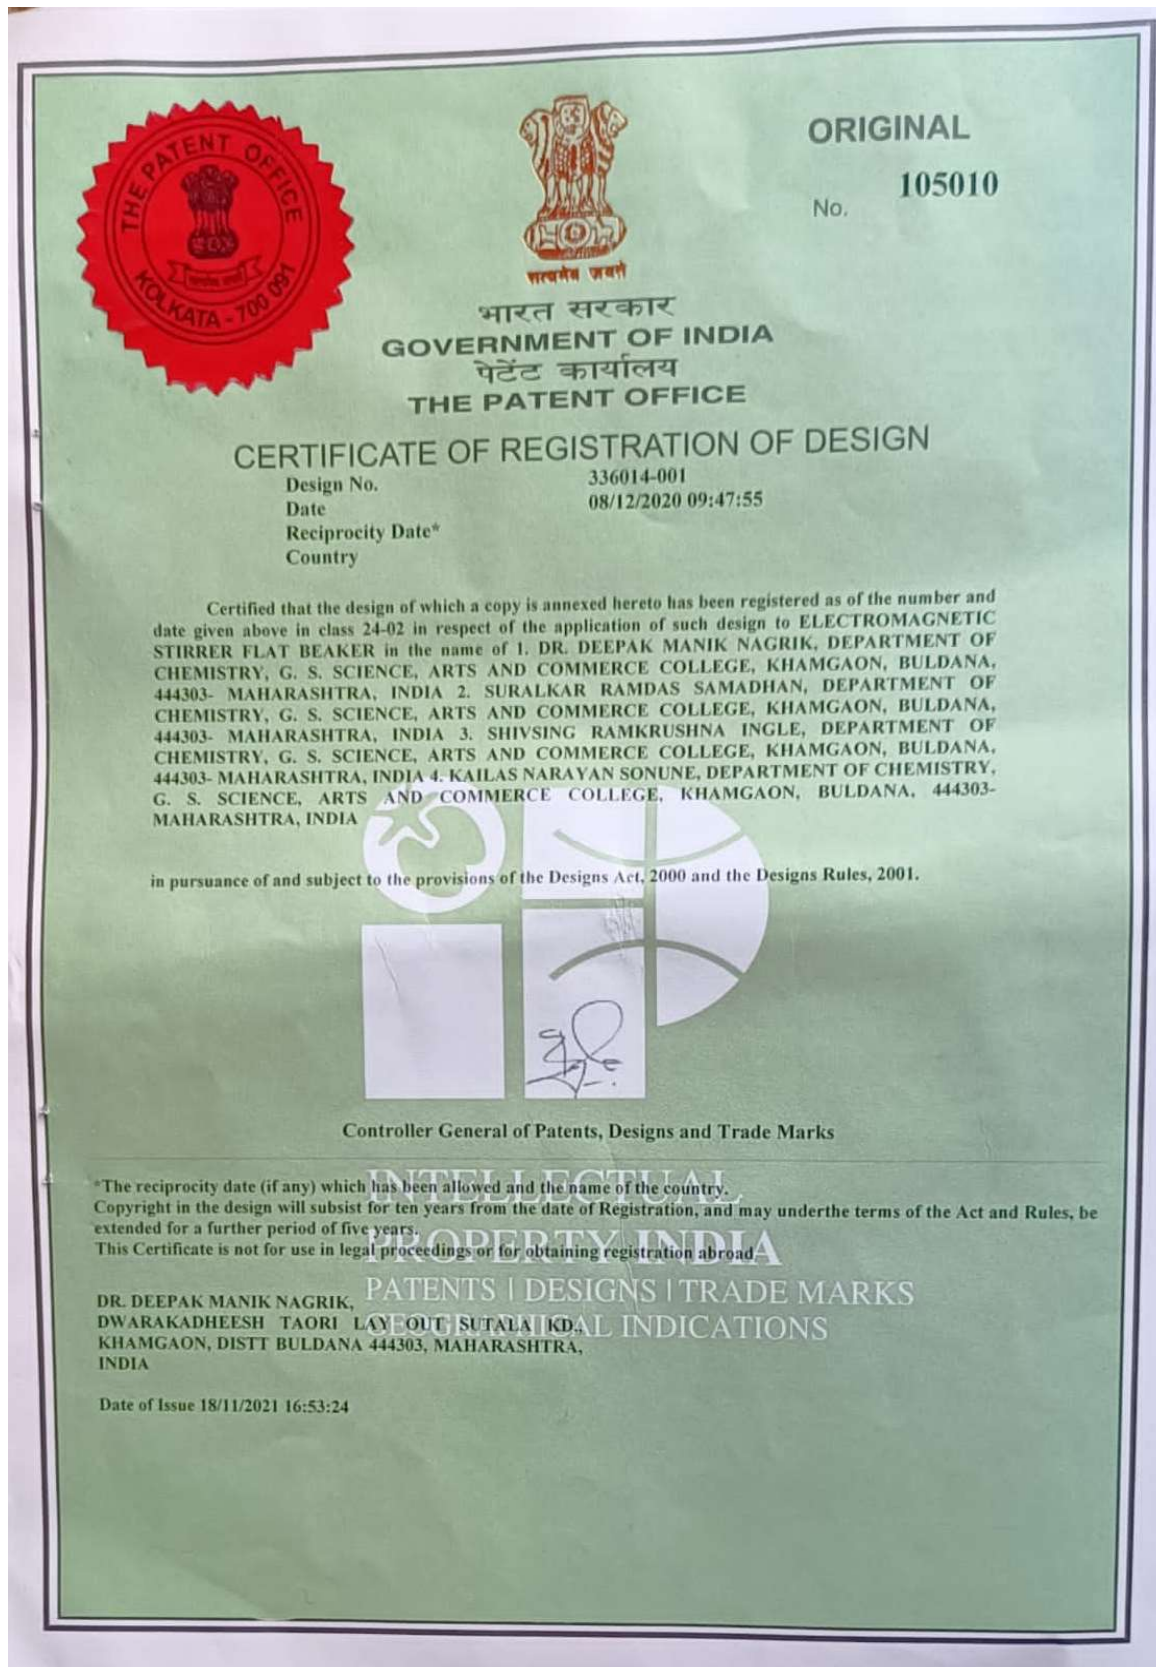 THE PATENT OFFICE
KOLKATA - 700 091
सत्यमेव जयते
ORIGINAL
No. 105010
भारत सरकार
GOVERNMENT OF INDIA
पेटेंट कार्यालय
THE PATENT OFFICE
CERTIFICATE OF REGISTRATION OF DESIGN
Design No. 336014-001
Date 08/12/2020 09:47:55
Reciprocity Date*
Country
Certified that the design of which a copy is annexed hereto has been registered as of the number and
date given above in class 24-02 in respect of the application of such design to ELECTROMAGNETIC
STIRRER FLAT BEAKER in the name of 1. DR. DEEPAK MANIK NAGRIK, DEPARTMENT OF
CHEMISTRY, G. S. SCIENCE, ARTS AND COMMERCE COLLEGE, KHAMGAON, BULDANA,
444303- MAHARASHTRA, INDIA 2. SURALKAR RAMDAS SAMADHAN, DEPARTMENT OF
CHEMISTRY, G. S. SCIENCE, ARTS AND COMMERCE COLLEGE, KHAMGAON, BULDANA,
444303- MAHARASHTRA, INDIA 3. SHIVSING RAMKRUSHNA INGLE, DEPARTMENT OF
CHEMISTRY, G. S. SCIENCE, ARTS AND COMMERCE COLLEGE, KHAMGAON, BULDANA,
444303- MAHARASHTRA, INDIA 4. KAILAS NARAYAN SONUNE, DEPARTMENT OF CHEMISTRY,
G. S. SCIENCE, ARTS AND COMMERCE COLLEGE, KHAMGAON, BULDANA, 444303-
MAHARASHTRA, INDIA
in pursuance of and subject to the provisions of the Designs Act, 2000 and the Designs Rules, 2001.
Controller General of Patents, Designs and Trade Marks
*The reciprocity date (if any) which has been allowed and the name of the country.
Copyright in the design will subsist for ten years from the date of Registration, and may underthe terms of the Act and Rules, be
extended for a further period of five years.
This Certificate is not for use in legal proceedings or for obtaining registration abroad
INTELLECTUAL
PROPERTY INDIA
PATENTS | DESIGNS | TRADE MARKS
GEOGRAPHICAL INDICATIONS
DR. DEEPAK MANIK NAGRIK,
DWARAKADHEESH TAORI LAY OUT SUTALA KD.,
KHAMGAON, DISTT BULDANA 444303, MAHARASHTRA,
INDIA
Date of Issue 18/11/2021 16:53:24